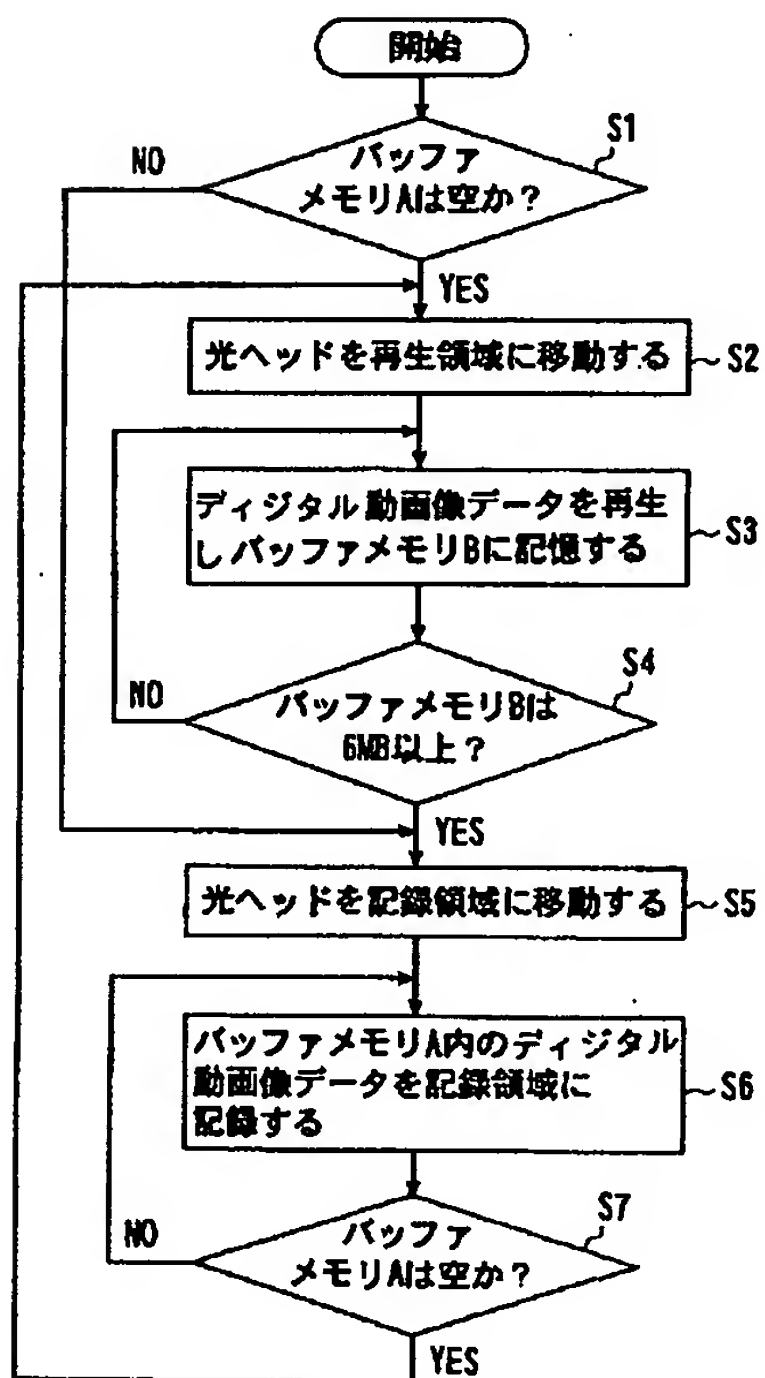 開始
S1
バッファ
メモリAは空か？
NO
YES
光ヘッドを再生領域に移動する
S2
ディジタル動画像データを再生
しバッファメモリBに記憶する
S3
S4
バッファメモリBは
6MB以上？
NO
YES
光ヘッドを記録領域に移動する
S5
バッファメモリA内のディジタル
動画像データを記録領域に
記録する
S6
S7
バッファ
メモリAは空か？
NO
YES